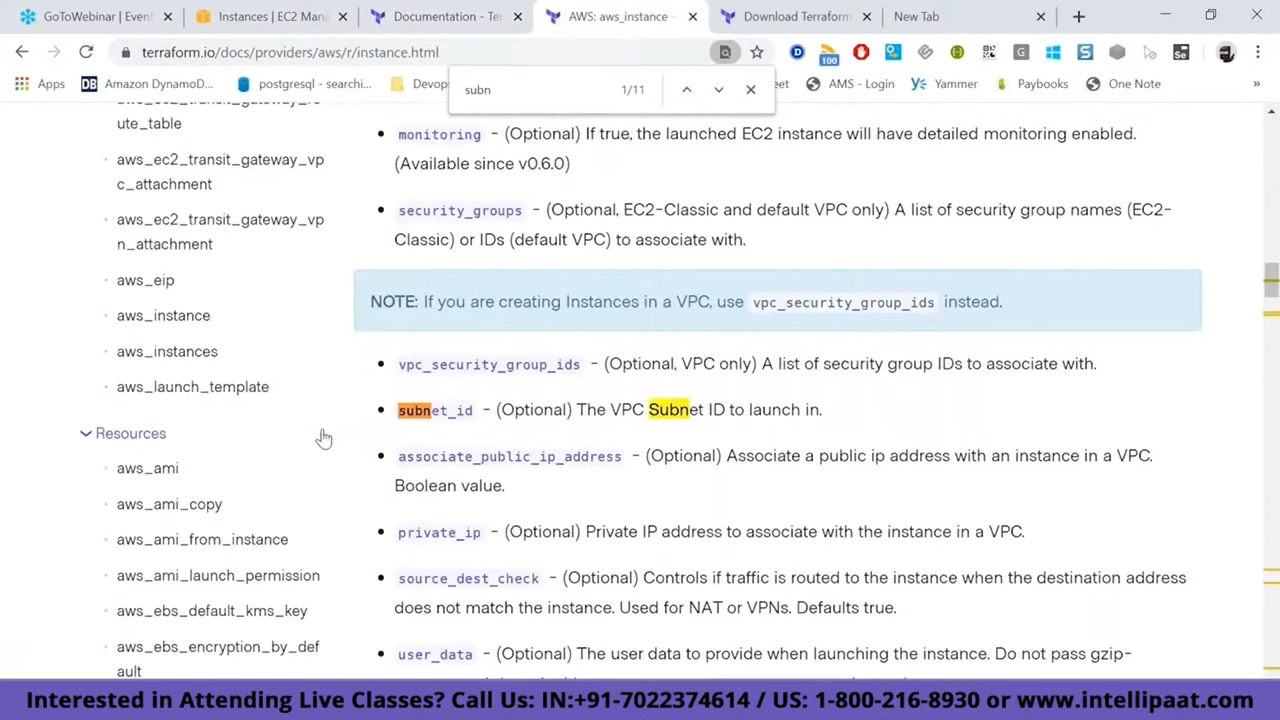 GoToWebinar | Event
Instances | EC2 Mana
Documentation - Ter
AWS: aws_instance -
Download Terraform
New Tab
terraform.io/docs/providers/aws/r/instance.html
Apps
DB Amazon DynamoD...
postgresql - searchi...
Devop
AMS - Login
Yammer
Paybooks
One Note
»
100
subn
1/11
ute_table
aws_ec2_transit_gateway_vp
c_attachment
aws_ec2_transit_gateway_vp
n_attachment
aws_eip
aws_instance
aws_instances
aws_launch_template
Resources
aws_ami
aws_ami_copy
aws_ami_from_instance
aws_ami_launch_permission
aws_ebs_default_kms_key
aws_ebs_encryption_by_def
ault
monitoring - (Optional) If true, the launched EC2 instance will have detailed monitoring enabled.
(Available since v0.6.0)
security_groups - (Optional, EC2-Classic and default VPC only) A list of security group names (EC2-
Classic) or IDs (default VPC) to associate with.
NOTE: If you are creating Instances in a VPC, use vpc_security_group_ids instead.
vpc_security_group_ids - (Optional, VPC only) A list of security group IDs to associate with.
subnet_id - (Optional) The VPC Subnet ID to launch in.
associate_public_ip_address - (Optional) Associate a public ip address with an instance in a VPC.
Boolean value.
private_ip - (Optional) Private IP address to associate with the instance in a VPC.
source_dest_check - (Optional) Controls if traffic is routed to the instance when the destination address
does not match the instance. Used for NAT or VPNs. Defaults true.
user_data - (Optional) The user data to provide when launching the instance. Do not pass gzip-
Interested in Attending Live Classes? Call Us: IN:+91-7022374614 / US: 1-800-216-8930 or www.intellipaat.com